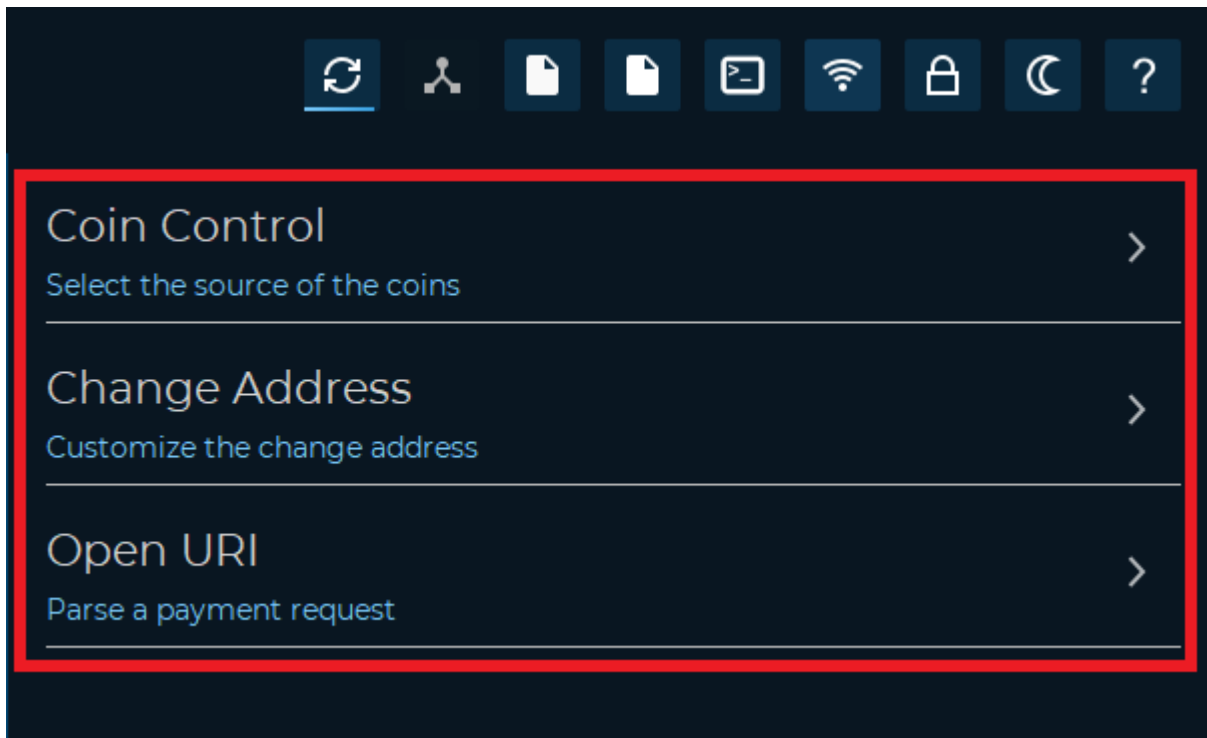 Coin Control
Select the source of the coins
Change Address
Customize the change address
Open URI
Parse a payment request